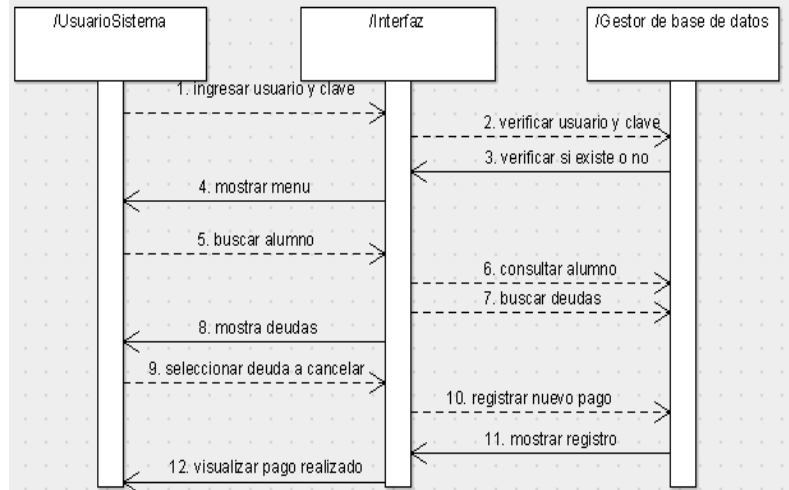 /UsuarioSistema
/Interfaz
/Gestor de base de datos
1. ingresar usuario y clave
2. verificar usuario y clave
3. verificar si existe o no
4. mostrar menu
5. buscar alumno
6. consultar alumno
7. buscar deudas
8. mostra deudas
9. seleccionar deuda a cancelar
10. registrar nuevo pago
11. mostrar registro
12. visualizar pago realizado